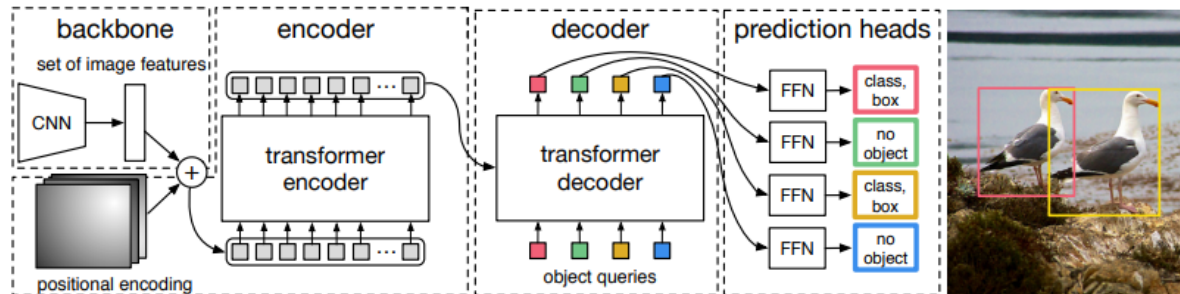 backbone
set of image features
CNN
+
positional encoding
encoder
...
transformer
encoder
decoder
transformer
decoder
object queries
prediction heads
FFN
class,
box
FFN
no
object
FFN
class,
box
FFN
no
object